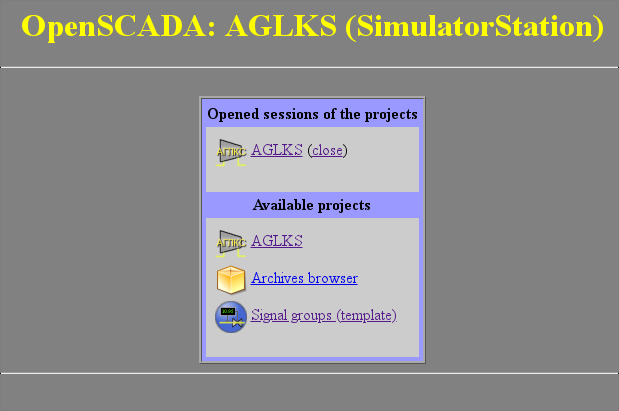 OpenSCADA: AGLKS (SimulatorStation)
Opened sessions of the projects
АГЛКС AGLKS (close)
Available projects
АГЛКС AGLKS
Archives browser
Signal groups (template)